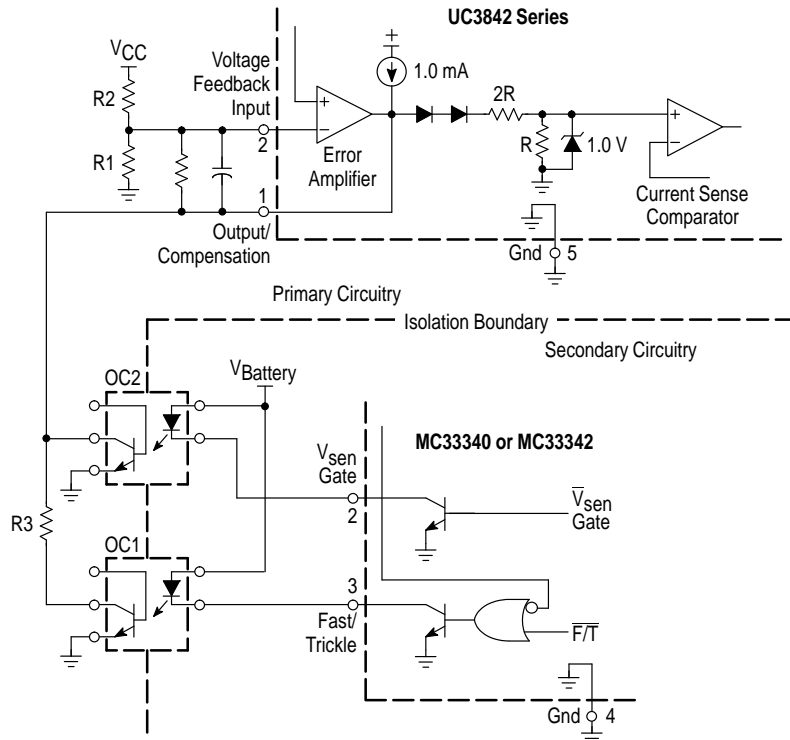 UC3842 Series
VCC
Voltage
Feedback
Input
+
1.0 mA
R2
2R
+
+
−
2
R1
R
1.0 V
Error
Amplifier
−
1
Current Sense
Comparator
Output/
Compensation
Gnd
5
Primary Circuitry
Isolation Boundary
Secondary Circuitry
OC2
VBattery
MC33340 or MC33342
Vsen
Gate
2
V̅sen
Gate
R3
OC1
3
Fast/
Trickle
F̅/̅T̅
Gnd
4